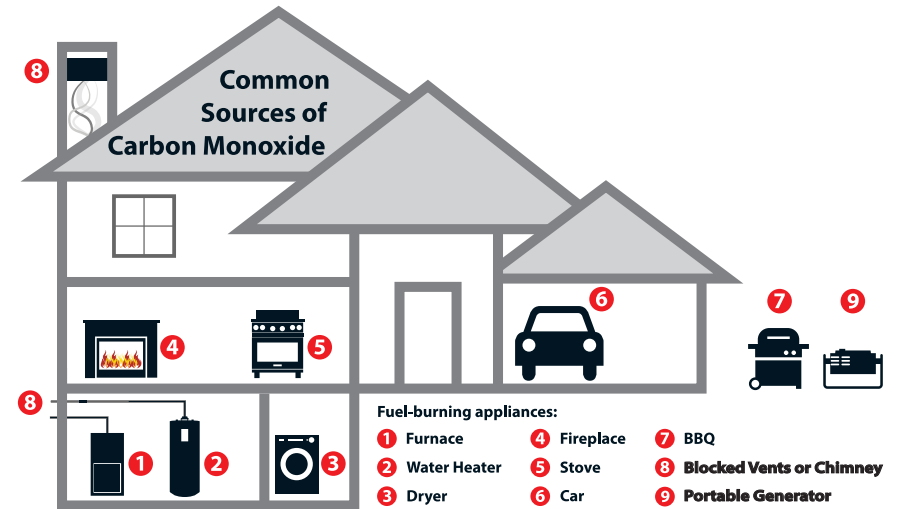 Common
Sources of
Carbon Monoxide
8
6
7
9
4
5
8
1
2
3
Fuel-burning appliances:
1 Furnace
2 Water Heater
3 Dryer
4 Fireplace
5 Stove
6 Car
7 BBQ
8 Blocked Vents or Chimney
9 Portable Generator